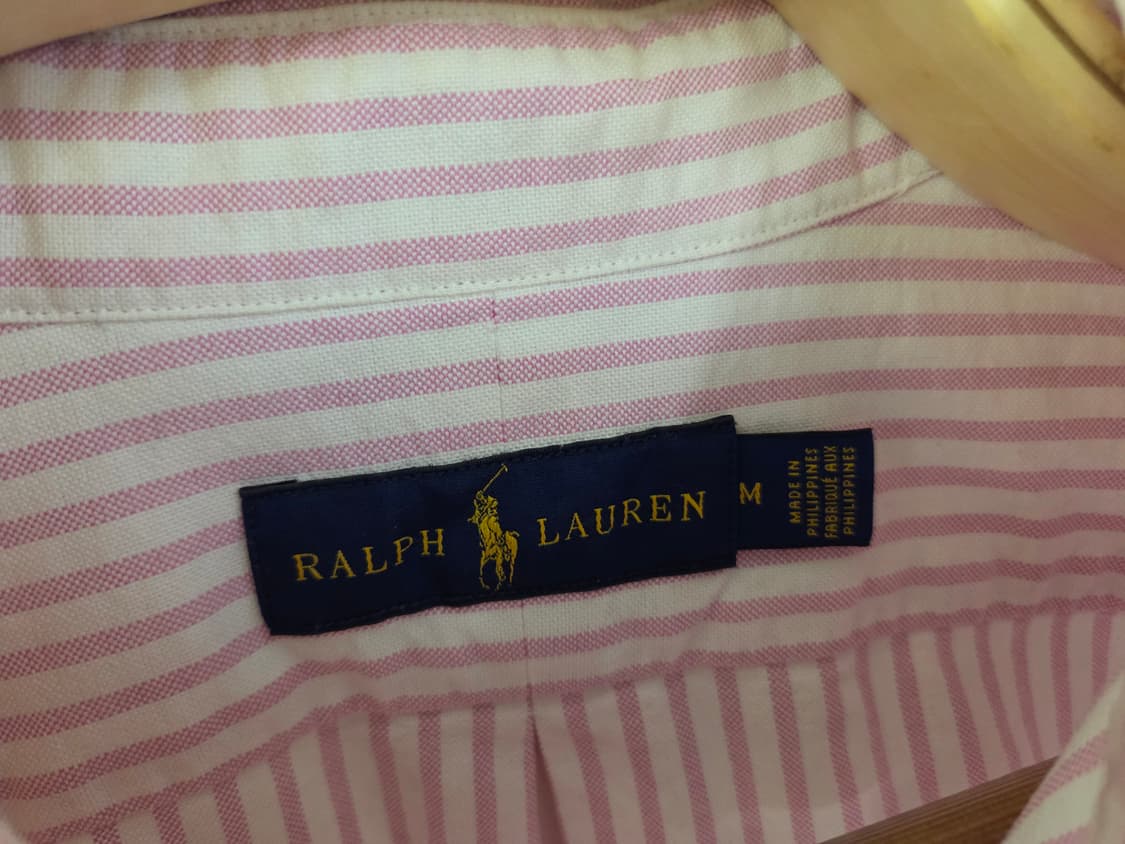 RALPH LAUREN
M
MADE IN
PHILIPPINES
FABRIQUÉ AUX
PHILIPPINES